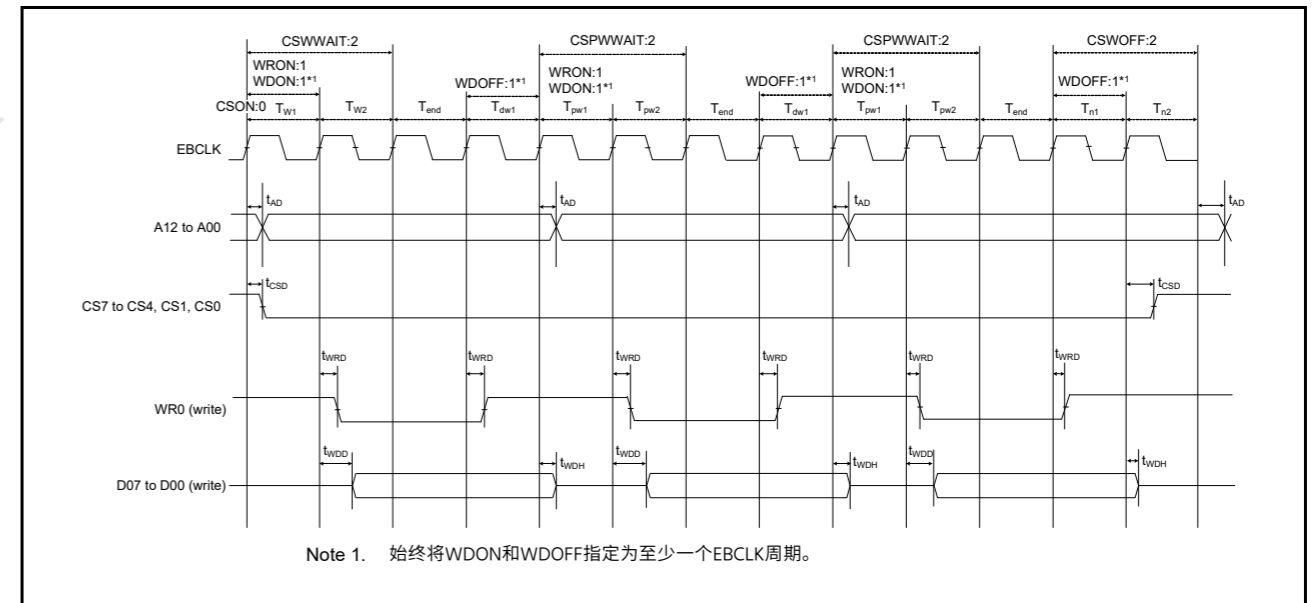 CSWWAIT:2 CSPWWAIT:2 CSPWWAIT:2 CSWOFF:2
WRON:1 WRON:1 WRON:1
WDON:1*1 WDOFF:1*1 WDON:1*1 WDOFF:1*1 WDON:1*1 WDOFF:1*1
CSON:0 TW1 TW2 Tend Tdw1 Tpw1 Tpw2 Tend Tdw1 Tpw1 Tpw2 Tend Tn1 Tn2
EBCLK
tAD tAD tAD tAD
A12 to A00
tCSD tCSD
CS7 to CS4, CS1, CS0
tWRD tWRD tWRD tWRD tWRD tWRD
WR0 (write)
tWDD tWDH tWDD tWDH tWDD tWDH
D07 to D00 (write)
Note 1. 始终将WDON和WDOFF指定为至少一个EBCLK周期。